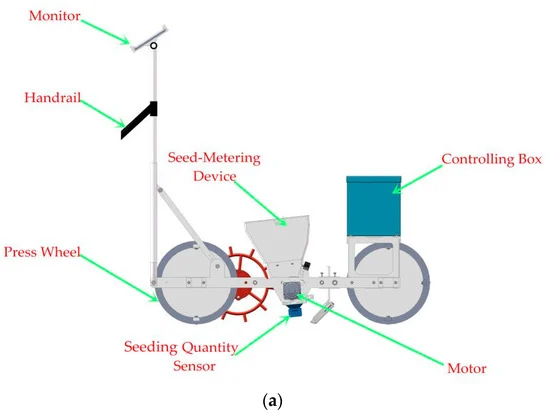 Monitor
Handrail
Seed-Metering
Device
Controlling Box
Press Wheel
Seeding Quantity
Sensor
Motor
(a)